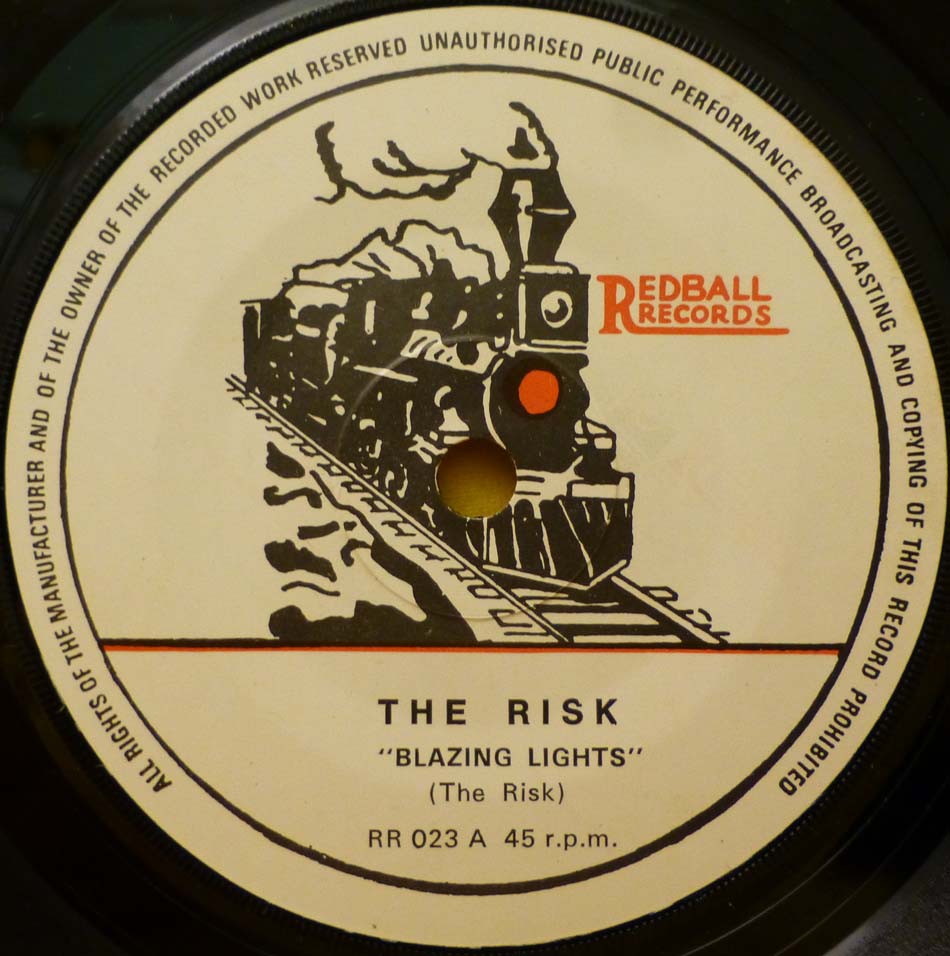 ALL RIGHTS OF THE MANUFACTURER AND OF THE OWNER OF THE RECORDED WORK RESERVED UNAUTHORISED PUBLIC PERFORMANCE BROADCASTING AND COPYING OF THIS RECORD PROHIBITED
REDBALL
RECORDS
THE RISK
"BLAZING LIGHTS"
(The Risk)
RR 023 A 45 r.p.m.